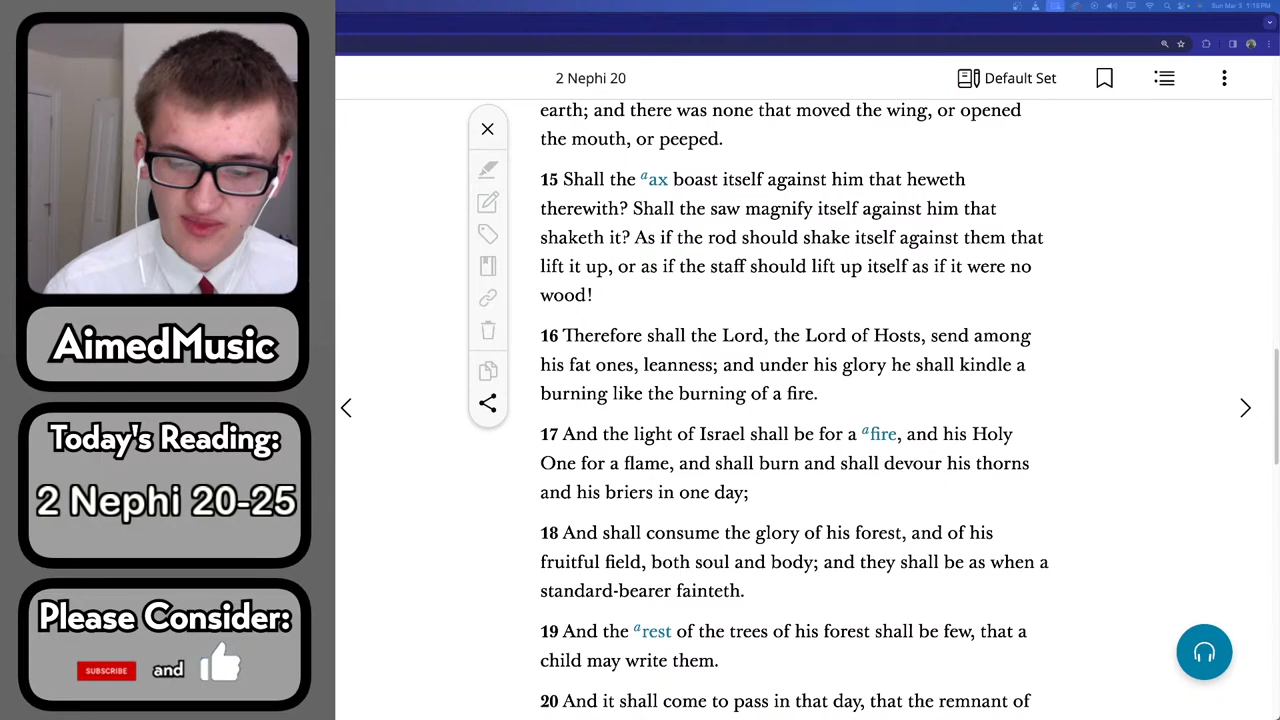 AimedMusic
Today's Reading:
2 Nephi 20-25
Please Consider:
SUBSCRIBE and
Sun Mar 3 1:18PM
2 Nephi 20
Default Set
earth; and there was none that moved the wing, or opened
the mouth, or peeped.
15 Shall the a ax boast itself against him that heweth
therewith? Shall the saw magnify itself against him that
shaketh it? As if the rod should shake itself against them that
lift it up, or as if the staff should lift up itself as if it were no
wood!
16 Therefore shall the Lord, the Lord of Hosts, send among
his fat ones, leanness; and under his glory he shall kindle a
burning like the burning of a fire.
17 And the light of Israel shall be for a a fire, and his Holy
One for a flame, and shall burn and shall devour his thorns
and his briers in one day;
18 And shall consume the glory of his forest, and of his
fruitful field, both soul and body; and they shall be as when a
standard-bearer fainteth.
19 And the a rest of the trees of his forest shall be few, that a
child may write them.
20 And it shall come to pass in that day, that the remnant of